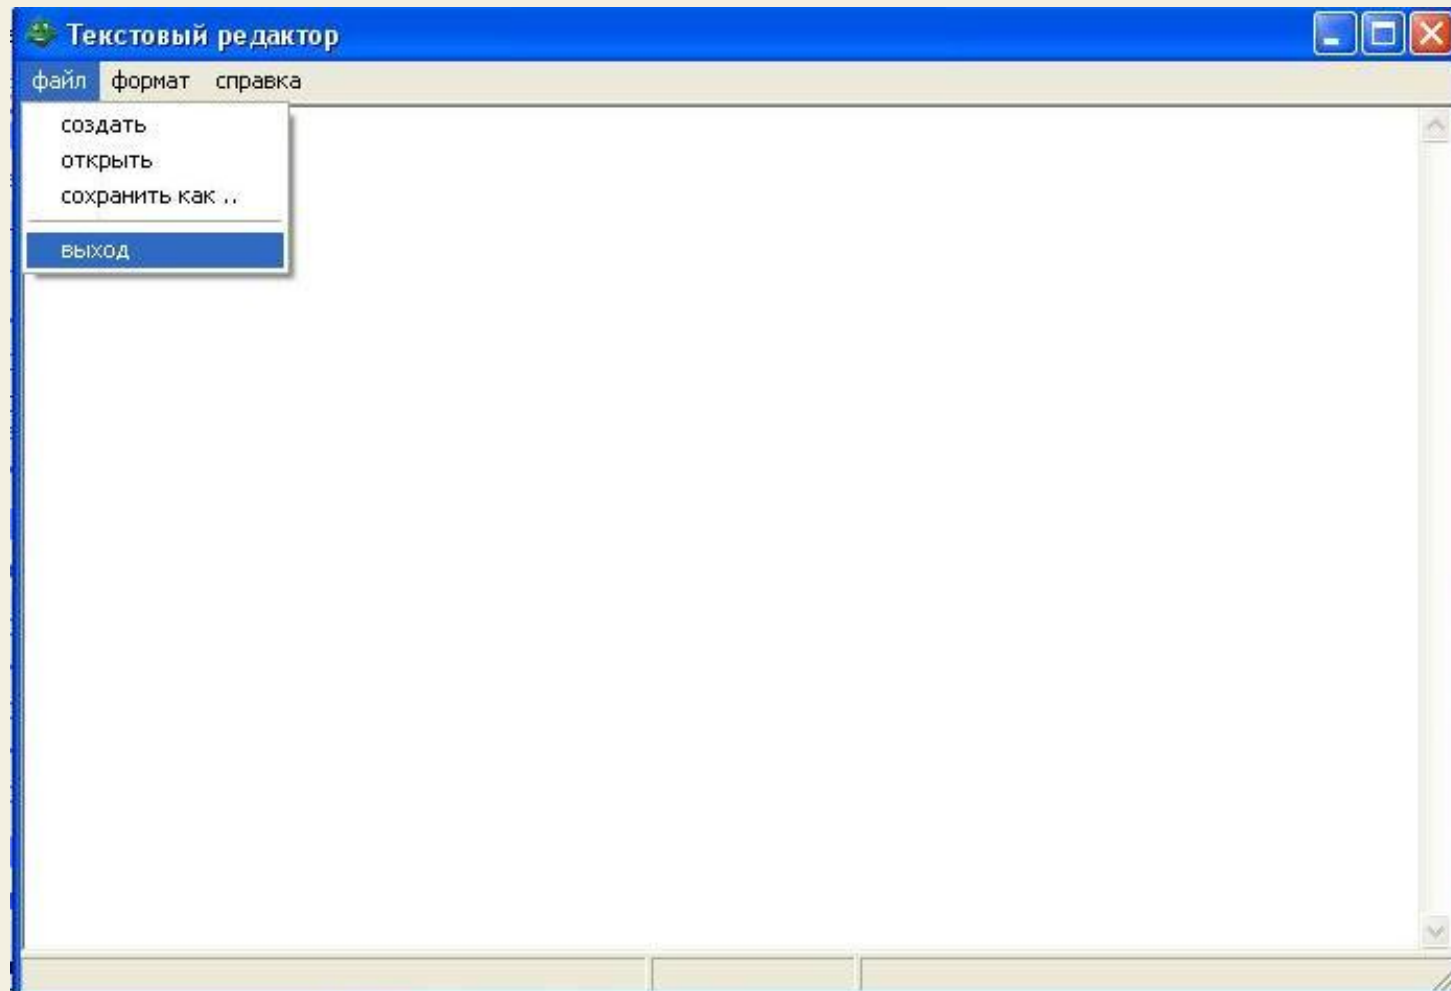 Текстовый редактор
файл формат справка
создать
открыть
сохранить как ..
выход